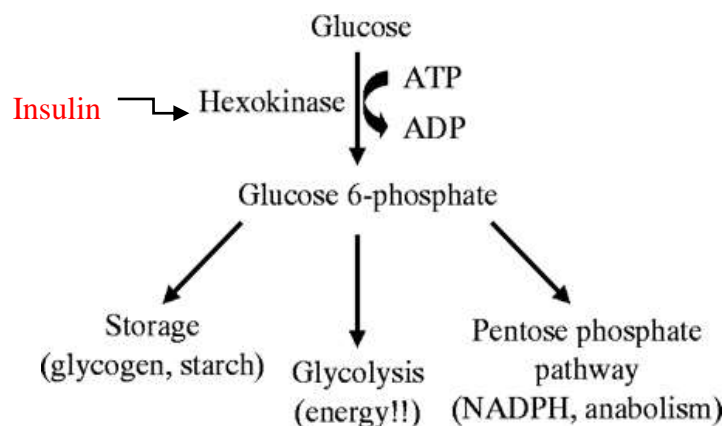 Glucose
ATP
Insulin
Hexokinase
ADP
Glucose 6-phosphate
Storage
(glycogen, starch)
Glycolysis
(energy!!)
Pentose phosphate
pathway
(NADPH, anabolism)